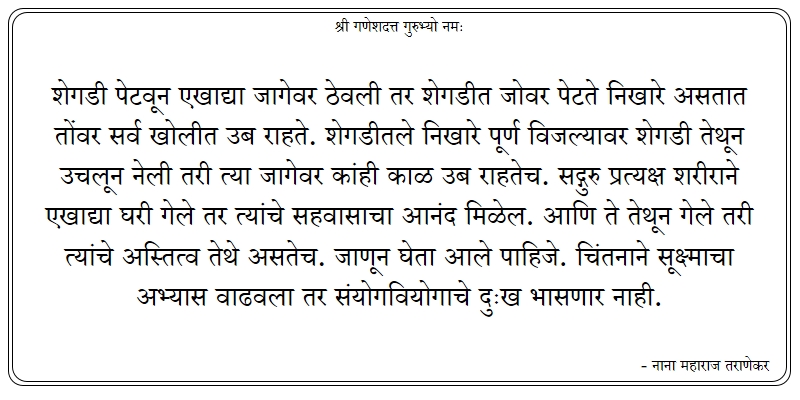 श्री गणेशदत्त गुरुभ्यो नमः
शेगडी पेटवून एखाद्या जागेवर ठेवली तर शेगडीत जोवर पेटते निखारे असतात
तोंवर सर्व खोलीत उब राहते. शेगडीतले निखारे पूर्ण विजल्यावर शेगडी तेथून
उचलून नेली तरी त्या जागेवर कांही काळ उब राहतेच. सद्गुरु प्रत्यक्ष शरीराने
एखाद्या घरी गेले तर त्यांचे सहवासाचा आनंद मिळेल. आणि ते तेथून गेले तरी
त्यांचे अस्तित्व तेथे असतेच. जाणून घेता आले पाहिजे. चिंतनाने सूक्ष्माचा
अभ्यास वाढवला तर संयोगवियोगाचे दुःख भासणार नाही.
- नाना महाराज तराणेकर